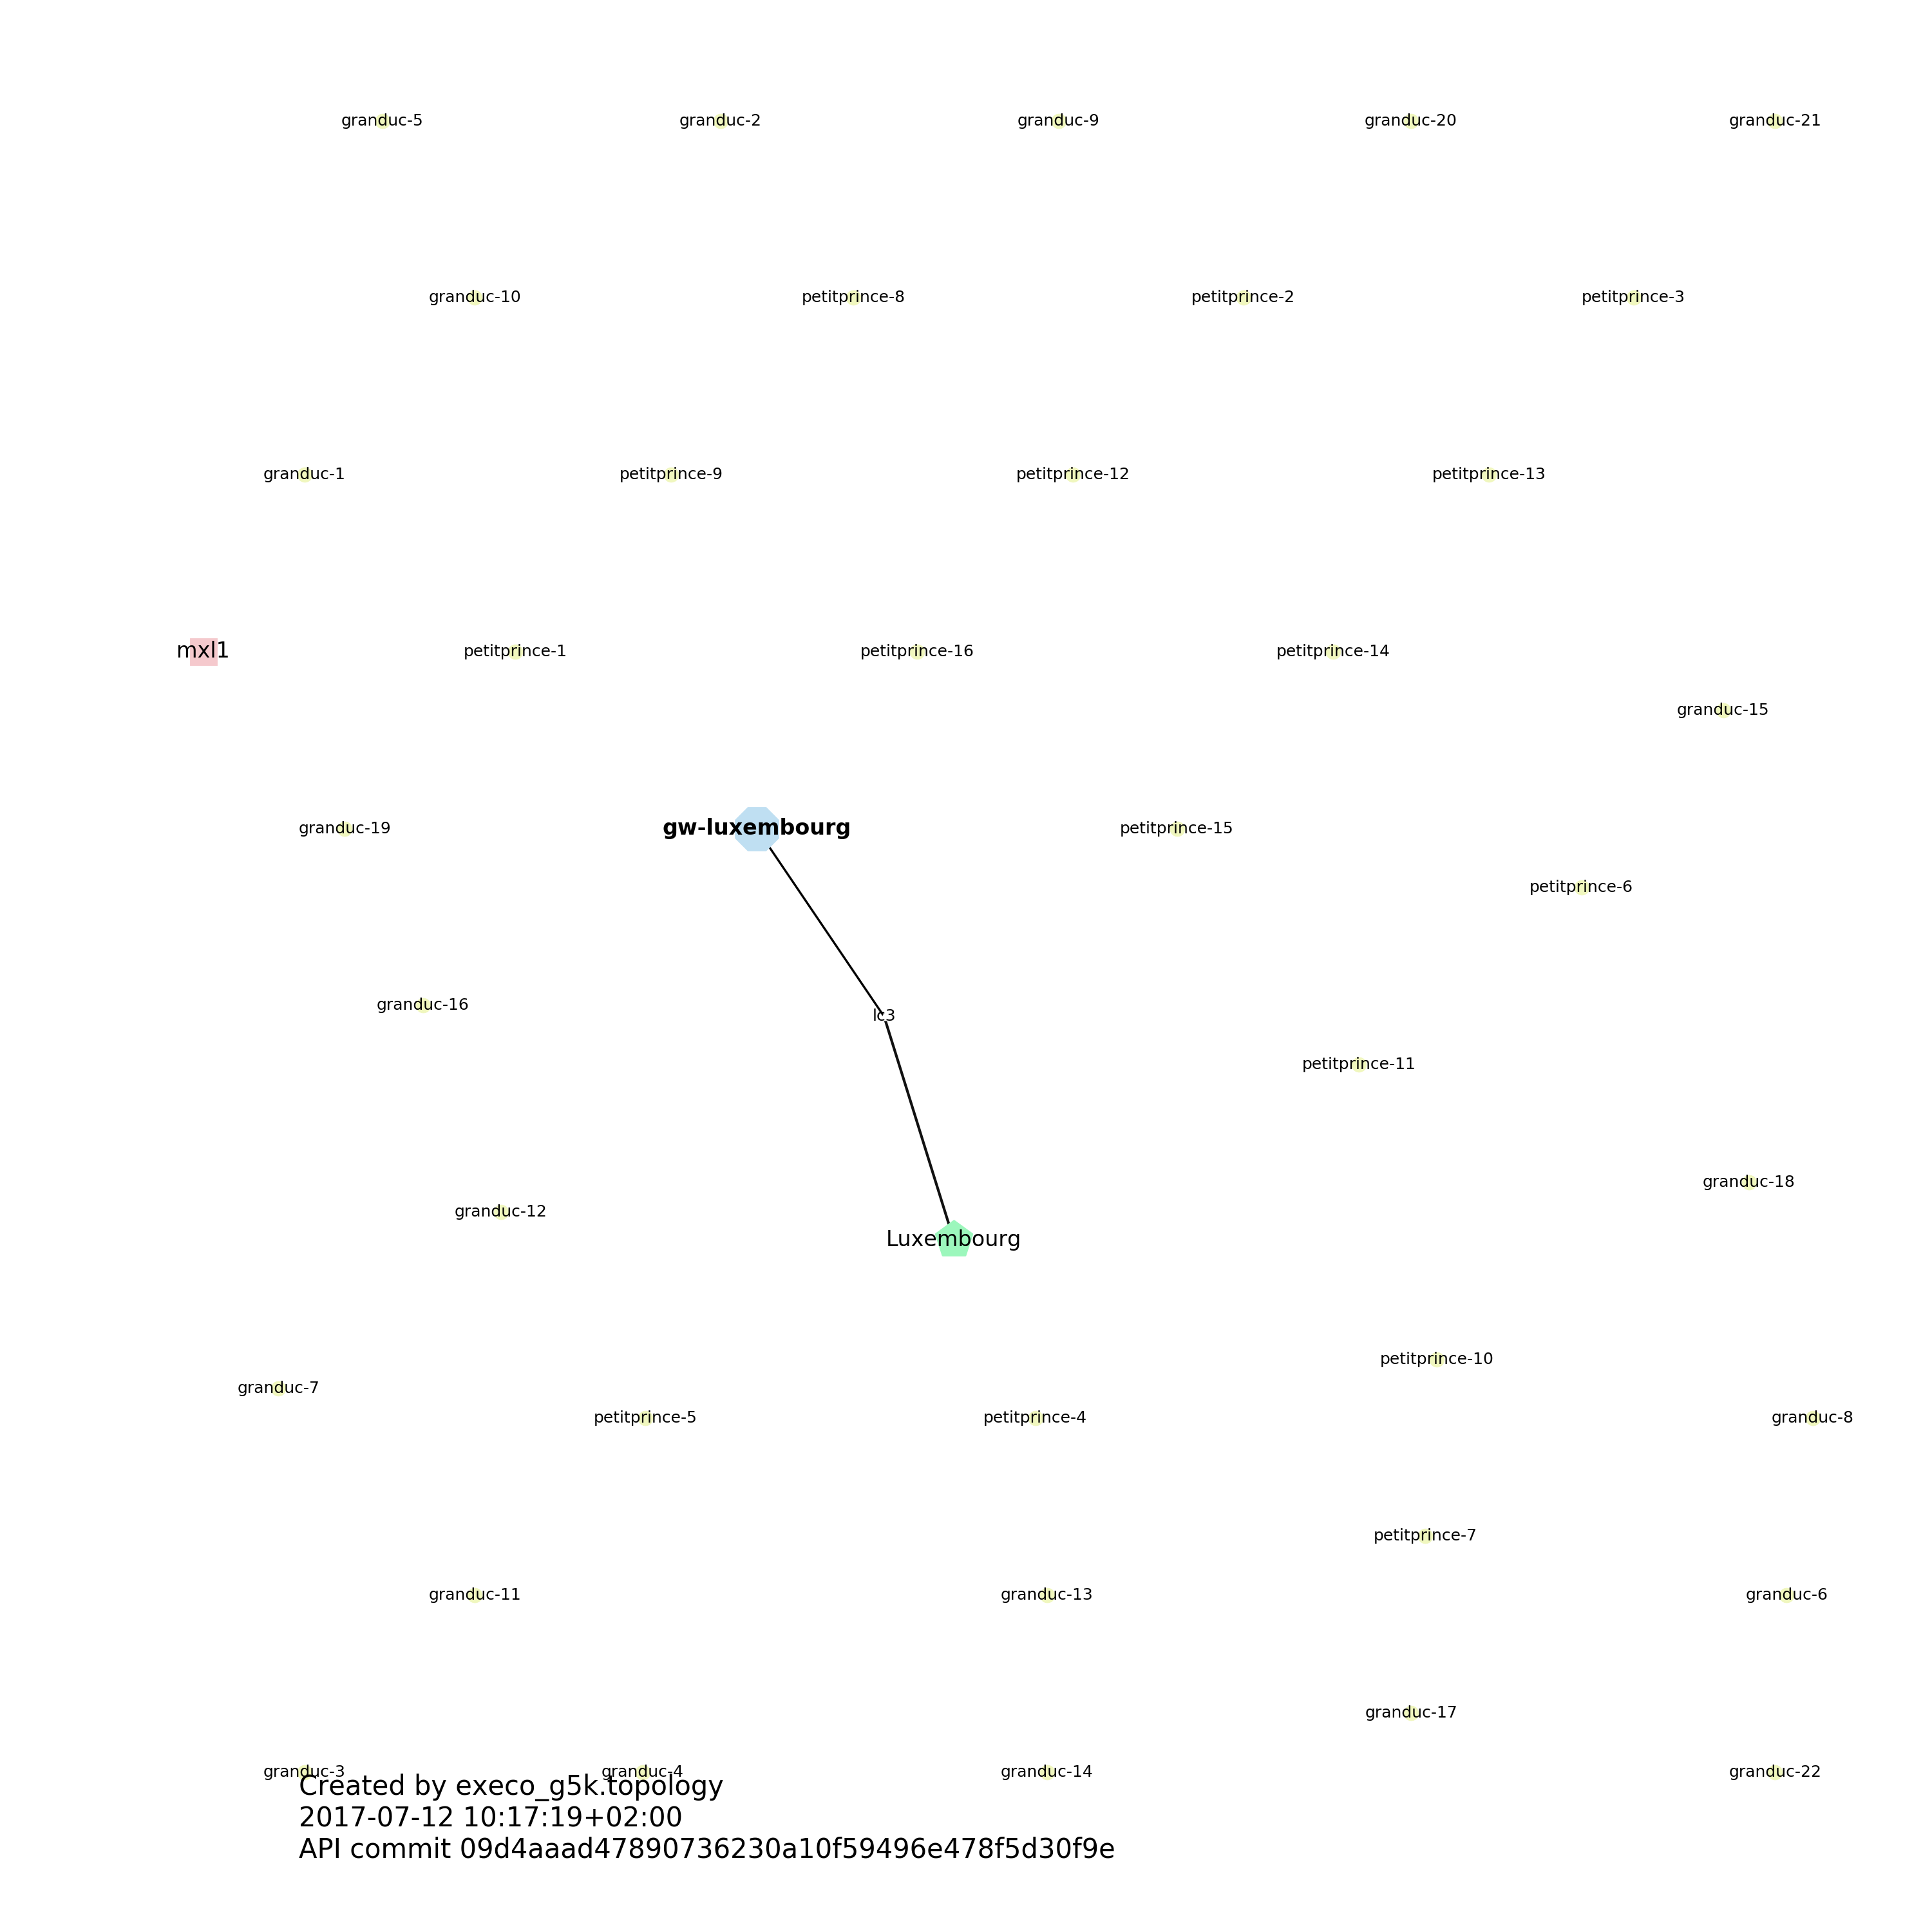 granduc-5 granduc-2 granduc-9 granduc-20 granduc-21
granduc-10 petitprince-8 petitprince-2 petitprince-3
granduc-1 petitprince-9 petitprince-12 petitprince-13
mxl1 petitprince-1 petitprince-16 petitprince-14
granduc-15
granduc-19 gw-luxembourg petitprince-15
petitprince-6
granduc-16 lc3
petitprince-11
granduc-18
granduc-12
Luxembourg
petitprince-10
granduc-7
petitprince-5 petitprince-4 granduc-8
petitprince-7
granduc-11 granduc-13 granduc-6
granduc-17
granduc-3 granduc-4 granduc-14 granduc-22
Created by execo_g5k.topology
2017-07-12 10:17:19+02:00
API commit 09d4aaad47890736230a10f59496e478f5d30f9e